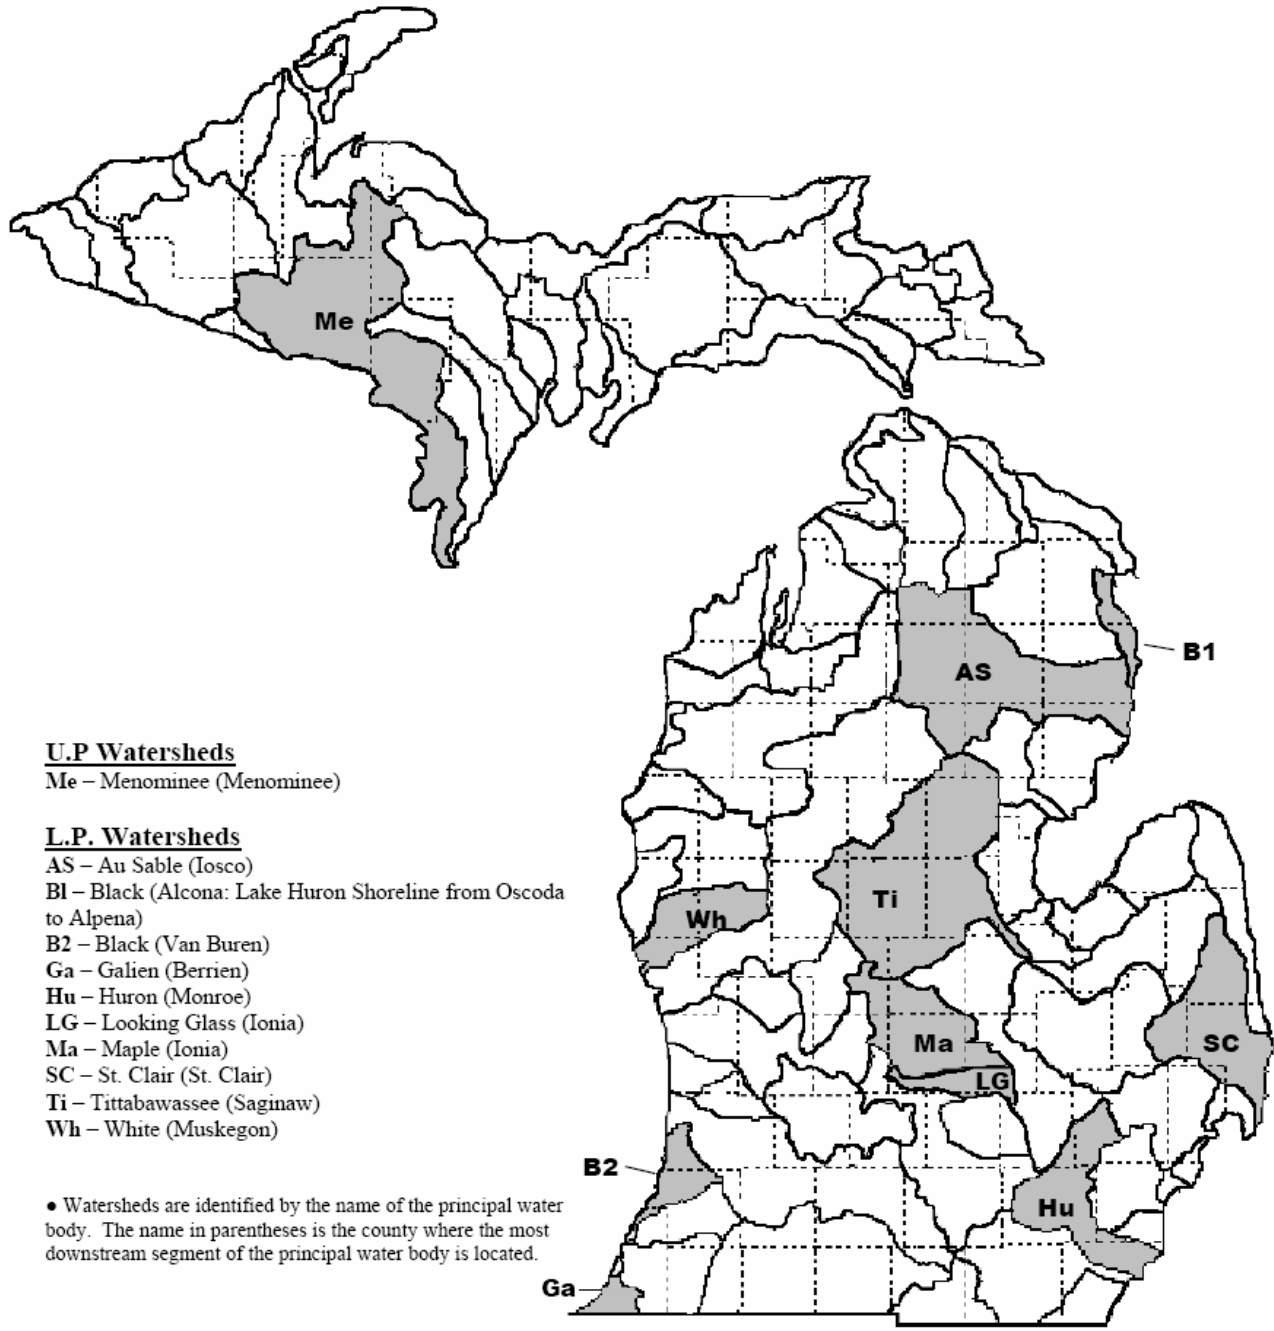 Me
B1
AS
Ti
Wh
Ma
SC
LG
B2
Hu
Ga
U.P Watersheds
Me – Menominee (Menominee)
L.P. Watersheds
AS – Au Sable (Iosco)
Bl – Black (Alcona: Lake Huron Shoreline from Oscoda
to Alpena)
B2 – Black (Van Buren)
Ga – Galien (Berrien)
Hu – Huron (Monroe)
LG – Looking Glass (Ionia)
Ma – Maple (Ionia)
SC – St. Clair (St. Clair)
Ti – Tittabawassee (Saginaw)
Wh – White (Muskegon)
● Watersheds are identified by the name of the principal water
body. The name in parentheses is the county where the most
downstream segment of the principal water body is located.